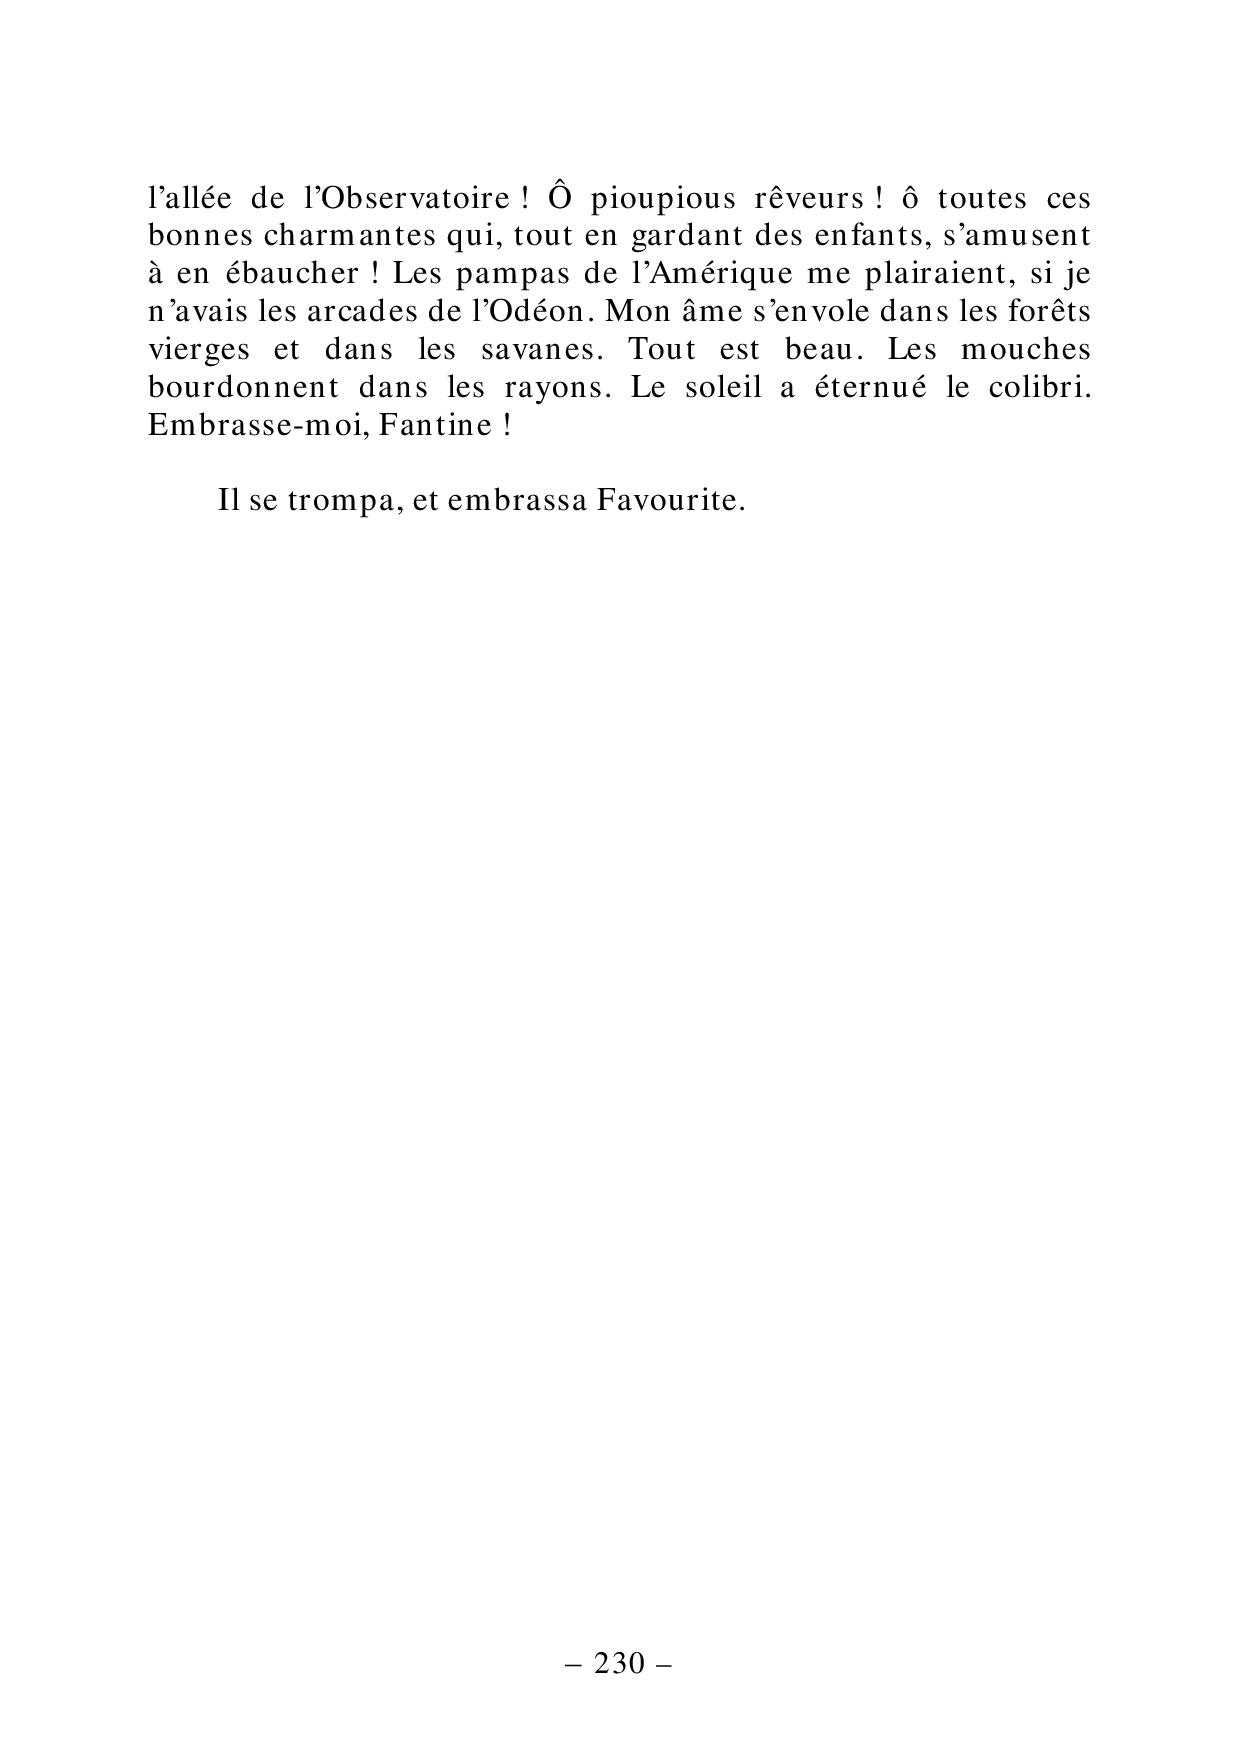 l’allée de l’Observatoire ! Ô pioupious rêveurs ! ô toutes ces
bonnes charmantes qui, tout en gardant des enfants, s’amusent
à en ébaucher ! Les pampas de l’Amérique me plairaient, si je
n’avais les arcades de l’Odéon. Mon âme s’envole dans les forêts
vierges et dans les savanes. Tout est beau. Les mouches
bourdonnent dans les rayons. Le soleil a éternué le colibri.
Embrasse-moi, Fantine !
Il se trompa, et embrassa Favourite.
– 230 –